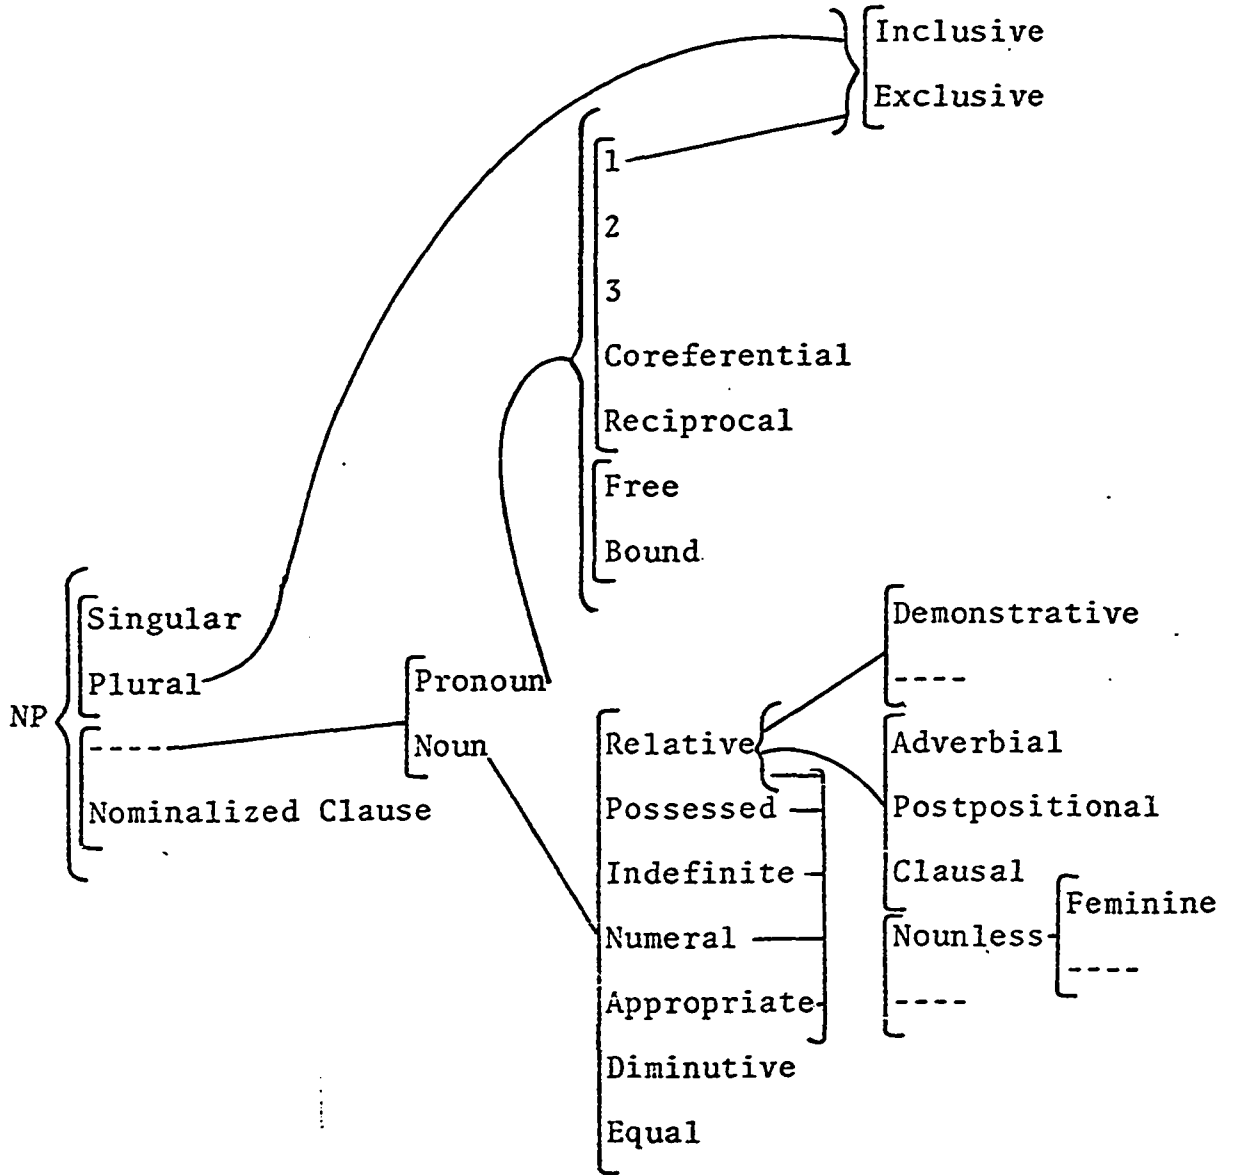 Inclusive
Exclusive
1
2
3
Coreferential
Reciprocal
Free
Bound
NP
Singular
Plural
----
Nominalized Clause
Pronoun
Noun
Relative
Possessed
Indefinite
Numeral
Appropriate
Diminutive
Equal
Demonstrative
----
Adverbial
Postpositional
Clausal
Nounless
----
Feminine
----